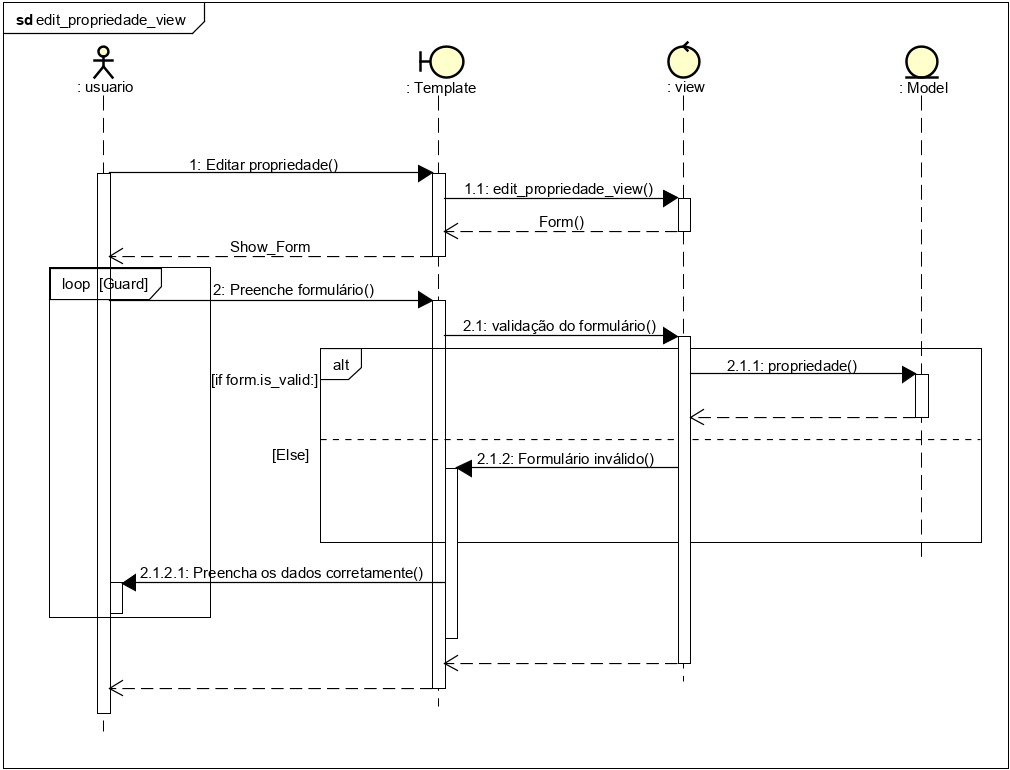 sd edit_propriedade_view
: usuario
: Template
: view
: Model
1: Editar propriedade()
1.1: edit_propriedade_view()
Form()
Show_Form
loop [Guard]
2: Preenche formulário()
2.1: validação do formulário()
alt
2.1.1: propriedade()
[if form.is_valid:]
[Else]
2.1.2: Formulário inválido()
2.1.2.1: Preencha os dados corretamente()